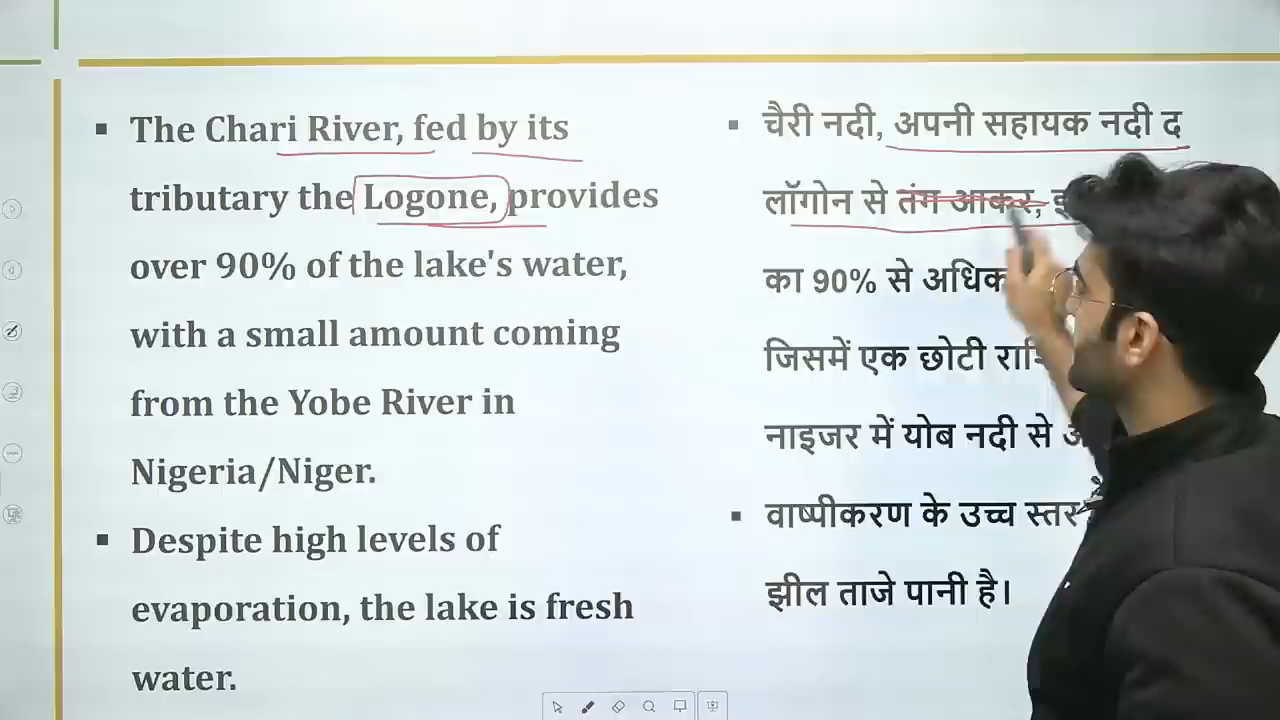 ▪ The Chari River, fed by its
tributary the Logone, provides
over 90% of the lake's water,
with a small amount coming
from the Yobe River in
Nigeria/Niger.
▪ Despite high levels of
evaporation, the lake is fresh
water.
▪ चैरी नदी, अपनी सहायक नदी द
लॉगोन से तंग आकर,
का 90% से अधिक
जिसमें एक छोटी
नाइजर में योब नदी से
▪ वाष्पीकरण के उच्च स्तर
झील ताजे पानी है।